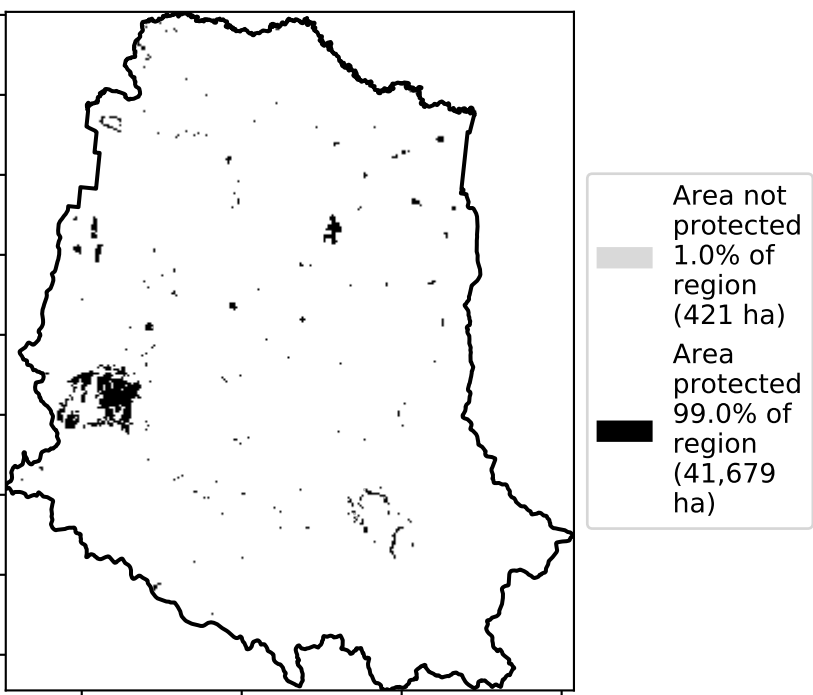 Area not
protected
1.0% of
region
(421 ha)
Area
protected
99.0% of
region
(41,679
ha)